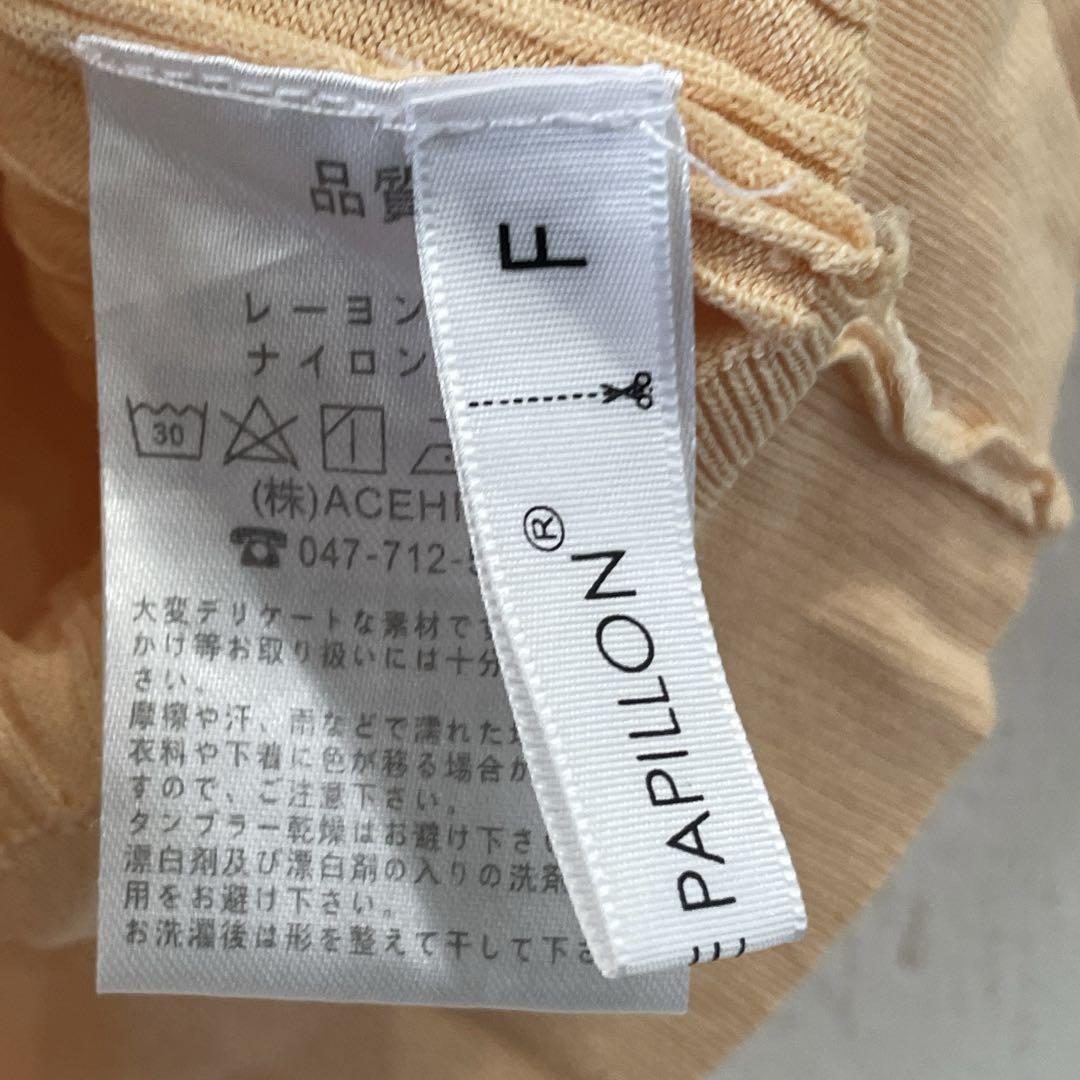 品質
レーヨン
ナイロン
30
(株)ACEH
047-712-
大変デリケートな素材で
かけ等お取り扱いには十分
さい。
摩擦や汗、雨などで濡れた
衣料や下着に色が移る場合が
すので、ご注意下さい。
タンブラー乾燥はお避け下さ
漂白剤及び漂白剤の入りの洗剤
用をお避け下さい。
お洗濯後は形を整えて干して下さ
F
PAPILLON®